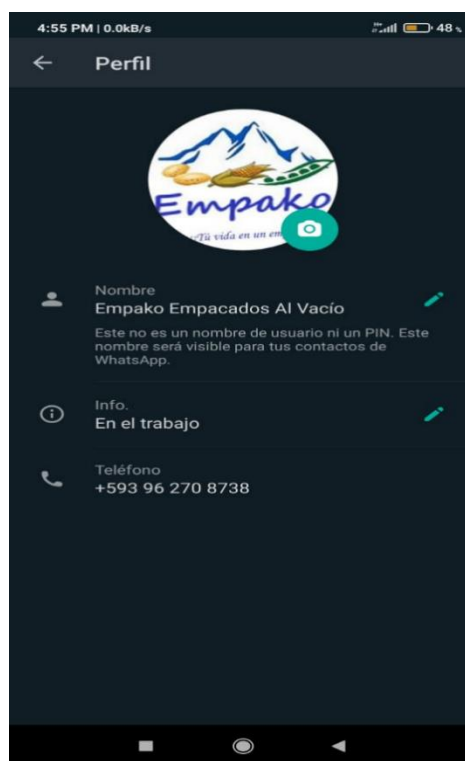 4:55 PM | 0.0kB/s 48 %
Perfil
Empako
Tú vida en un em
Nombre
Empako Empacados Al Vacío
Este no es un nombre de usuario ni un PIN. Este
nombre será visible para tus contactos de
WhatsApp.
Info.
En el trabajo
Teléfono
+593 96 270 8738